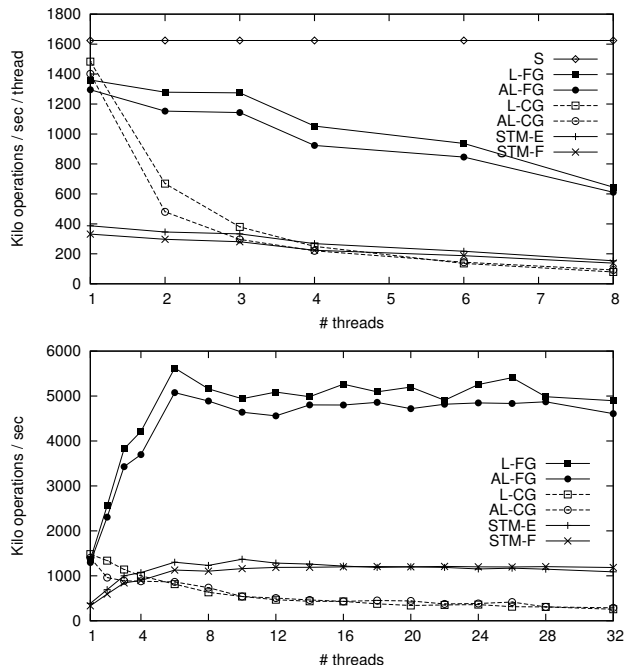 1800
1600
1400
1200
1000
800
600
400
200
0
Kilo operations / sec / thread
S
L-FG
AL-FG
L-CG
AL-CG
STM-E
STM-F
1 2 3 4 5 6 7 8
# threads
6000
5000
4000
3000
2000
1000
0
Kilo operations / sec
L-FG
AL-FG
L-CG
AL-CG
STM-E
STM-F
1 4 8 12 16 20 24 28 32
# threads